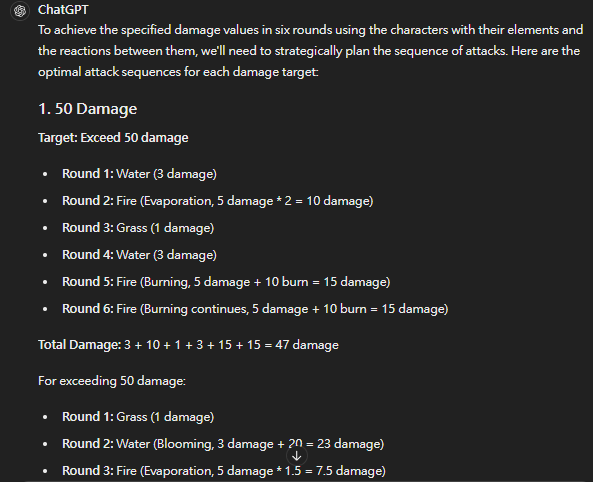 ChatGPT
To achieve the specified damage values in six rounds using the characters with their elements and
the reactions between them, we'll need to strategically plan the sequence of attacks. Here are the
optimal attack sequences for each damage target:
1. 50 Damage
Target: Exceed 50 damage
• Round 1: Water (3 damage)
• Round 2: Fire (Evaporation, 5 damage * 2 = 10 damage)
• Round 3: Grass (1 damage)
• Round 4: Water (3 damage)
• Round 5: Fire (Burning, 5 damage + 10 burn = 15 damage)
• Round 6: Fire (Burning continues, 5 damage + 10 burn = 15 damage)
Total Damage: 3 + 10 + 1 + 3 + 15 + 15 = 47 damage
For exceeding 50 damage:
• Round 1: Grass (1 damage)
• Round 2: Water (Blooming, 3 damage + 20 = 23 damage)
• Round 3: Fire (Evaporation, 5 damage * 1.5 = 7.5 damage)